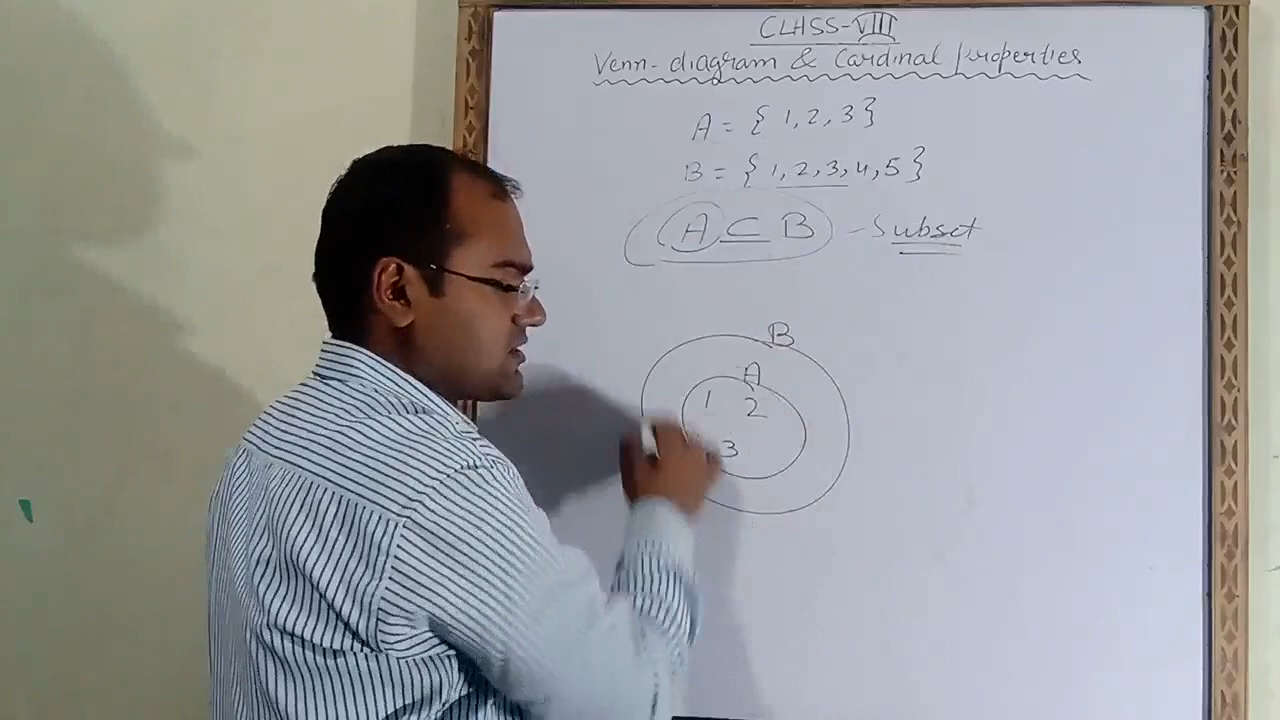 CLASS-VIII
Venn-diagram & Cardinal properties
A = { 1, 2, 3 }
B = { 1, 2, 3, 4, 5 }
A ⊂ B - Subset
B
A
1 2
3